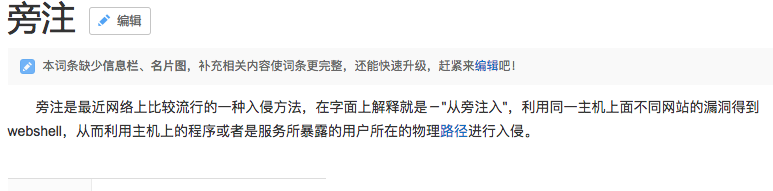 旁注 编辑
本词条缺少信息栏、名片图，补充相关内容使词条更完整，还能快速升级，赶紧来编辑吧！
旁注是最近网络上比较流行的一种入侵方法，在字面上解释就是－"从旁注入"，利用同一主机上面不同网站的漏洞得到
webshell，从而利用主机上的程序或者是服务所暴露的用户所在的物理路径进行入侵。